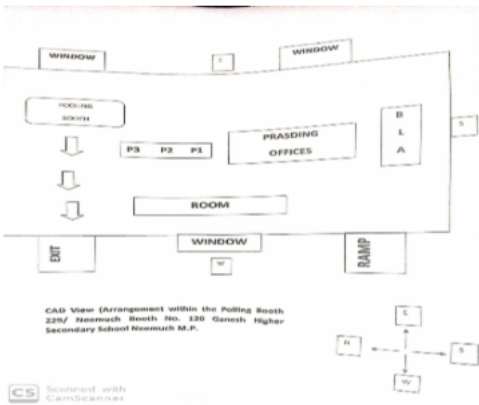 WINDOW
WINDOW
E
POOLING
BOOTH
B
L
A
S
P3 P2 P1
PRASDING
OFFICES
ROOM
EXIT
WINDOW
RAMP
W
CAD View (Arrangement within the Polling Booth
229/ Neemuch Booth No. 120 Ganesh Higher
Secondary School Neemuch M.P.
E
N
S
W
CS Scanned with
CamScanner